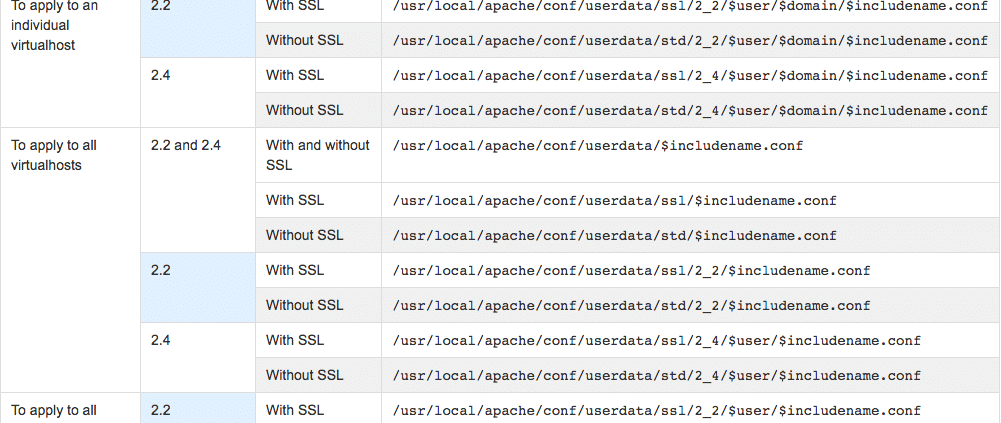 To apply to an 2.2 With SSL /usr/local/apache/conf/userdata/ssl/2_2/$user/$domain/$includename.conf
individual
virtualhost
Without SSL /usr/local/apache/conf/userdata/std/2_2/$user/$domain/$includename.conf
2.4 With SSL /usr/local/apache/conf/userdata/ssl/2_4/$user/$domain/$includename.conf
Without SSL /usr/local/apache/conf/userdata/std/2_4/$user/$domain/$includename.conf
To apply to all 2.2 and 2.4 With and without /usr/local/apache/conf/userdata/$includename.conf
virtualhosts SSL
With SSL /usr/local/apache/conf/userdata/ssl/$includename.conf
Without SSL /usr/local/apache/conf/userdata/std/$includename.conf
2.2 With SSL /usr/local/apache/conf/userdata/ssl/2_2/$includename.conf
Without SSL /usr/local/apache/conf/userdata/std/2_2/$includename.conf
2.4 With SSL /usr/local/apache/conf/userdata/ssl/2_4/$user/$includename.conf
Without SSL /usr/local/apache/conf/userdata/std/2_4/$user/$includename.conf
To apply to all 2.2 With SSL /usr/local/apache/conf/userdata/ssl/2_2/$user/$includename.conf